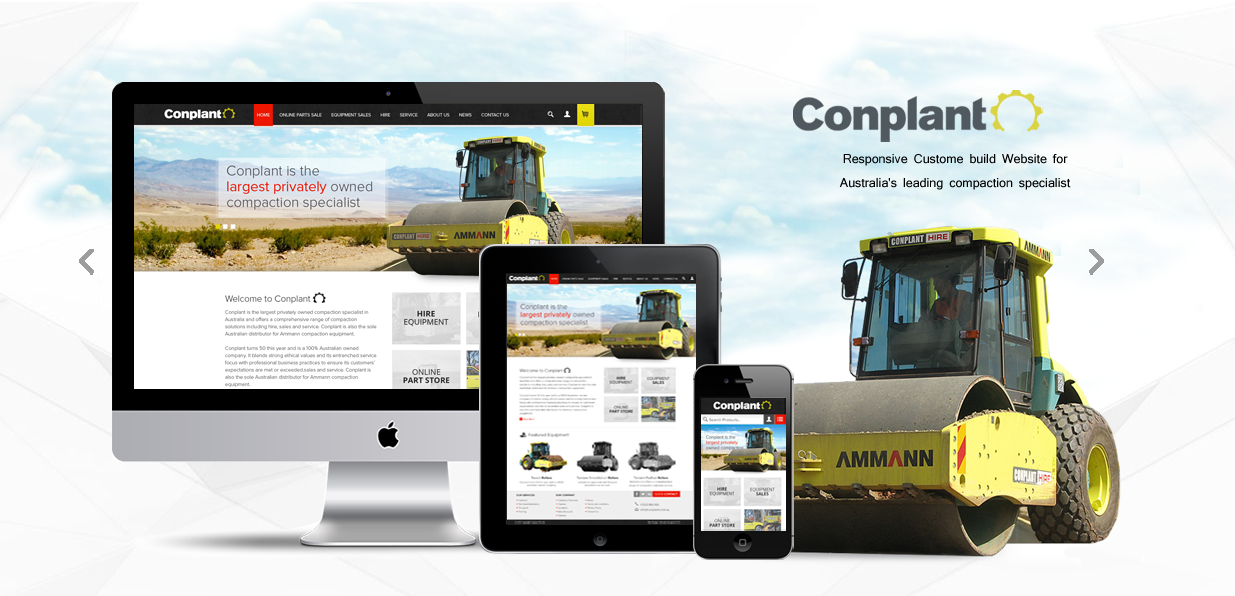 Conplant
HOME ONLINE PARTS SALE EQUIPMENT SALES HIRE SERVICE ABOUT US NEWS CONTACT US
Conplant is the
largest privately owned
compaction specialist
CONPLANT HIRE AMMANN
Welcome to Conplant
Conplant is the largest privately owned compaction specialist in
Australia and offers a comprehensive range of compaction
solutions including hire, sales and service. Conplant is also the sole
Australian distributor for Ammann compaction equipment.
Conplant turns 50 this year and is a 100% Australian owned
company. It blends strong ethical values and its entrenched service
focus with professional business practices to ensure its customers'
expectations are met or exceeded.sales and service. Conplant is
also the sole Australian distributor for Ammann compaction
equipment.
HIRE
EQUIPMENT
ONLINE
PART STORE
Conplant
Conplant is the
largest privately owned
compaction specialist
Welcome to Conplant
HIRE
EQUIPMENT
EQUIPMENT
SALES
ONLINE
PART STORE
Featured Equipment
OUR SERVICES
OUR COMPANY
Conplant
Search Products..
Conplant is the
largest privately owned
HIRE
EQUIPMENT
EQUIPMENT
SALES
ONLINE
PART STORE
Conplant
Responsive Custome build Website for
Australia's leading compaction specialist
CONPLANT HIRE
AMMANN
AMMANN
CONPLANT HIRE